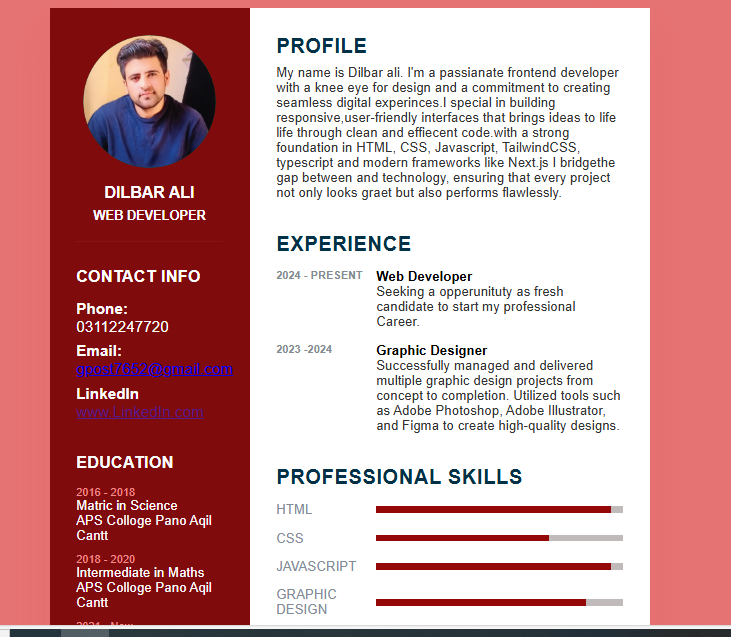 DILBAR ALI
WEB DEVELOPER
CONTACT INFO
Phone:
03112247720
Email:
gpost7652@gmail.com
LinkedIn
www.LinkedIn.com
EDUCATION
2016 - 2018
Matric in Science
APS Colloge Pano Aqil
Cantt
2018 - 2020
Intermediate in Maths
APS Colloge Pano Aqil
Cantt
2021 - Now
PROFILE
My name is Dilbar ali. I'm a passianate frontend developer
with a knee eye for design and a commitment to creating
seamless digital experinces.I special in building
responsive,user-friendly interfaces that brings ideas to life
life through clean and effiecent code.with a strong
foundation in HTML, CSS, Javascript, TailwindCSS,
typescript and modern frameworks like Next.js I bridgethe
gap between and technology, ensuring that every project
not only looks graet but also performs flawlessly.
EXPERIENCE
2024 - PRESENT
Web Developer
Seeking a opperunituty as fresh
candidate to start my professional
Career.
2023 -2024
Graphic Designer
Successfully managed and delivered
multiple graphic design projects from
concept to completion. Utilized tools such
as Adobe Photoshop, Adobe Illustrator,
and Figma to create high-quality designs.
PROFESSIONAL SKILLS
HTML
CSS
JAVASCRIPT
GRAPHIC
DESIGN